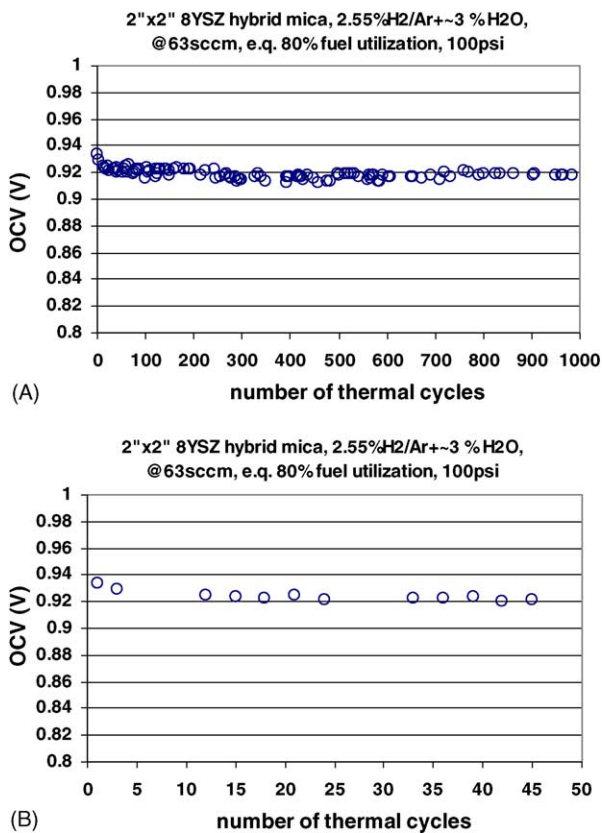 2"x2" 8YSZ hybrid mica, 2.55%H2/Ar+~3 %H2O,
@63sccm, e.q. 80% fuel utilization, 100psi
1
0.98
0.96
0.94
0.92
0.9
0.88
0.86
0.84
0.82
0.8
OCV (V)
0 100 200 300 400 500 600 700 800 900 1000
number of thermal cycles
(A)
2"x2" 8YSZ hybrid mica, 2.55%H2/Ar+~3 %H2O,
@63sccm, e.q. 80% fuel utilization, 100psi
1
0.98
0.96
0.94
0.92
0.9
0.88
0.86
0.84
0.82
0.8
OCV (V)
0 5 10 15 20 25 30 35 40 45 50
number of thermal cycles
(B)